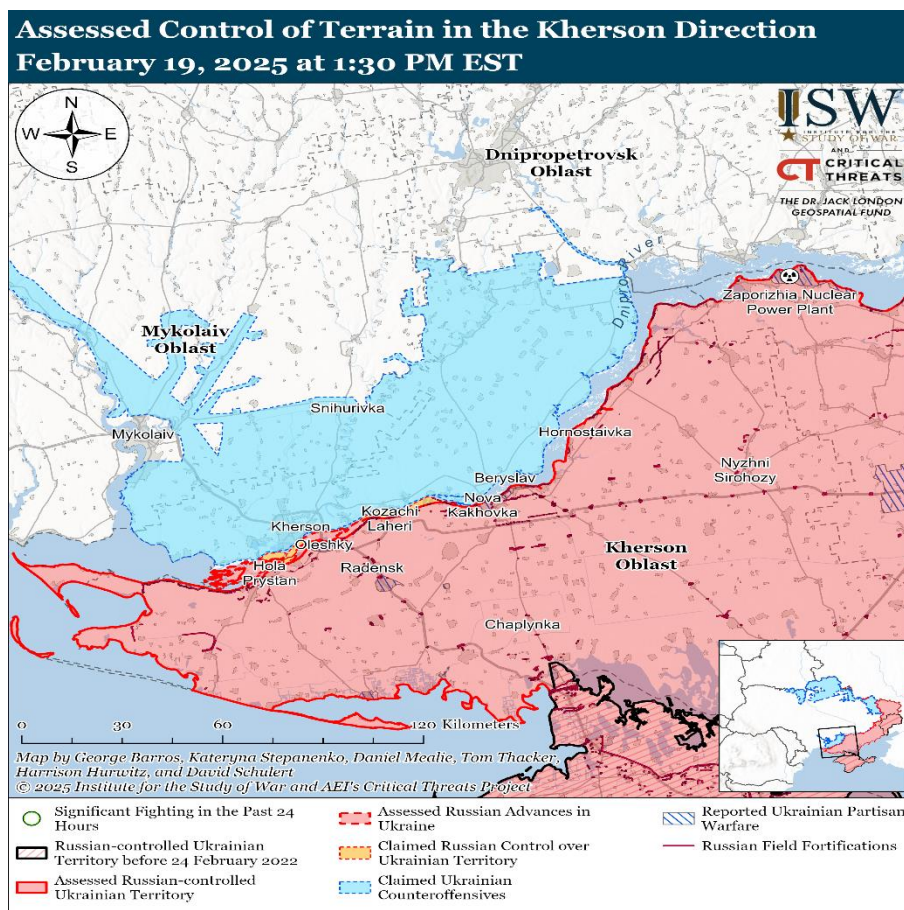 Assessed Control of Terrain in the Kherson Direction
February 19, 2025 at 1:30 PM EST
N
W E
S
ISW
INSTITUTE FOR THE
STUDY OF WAR
AND
CT CRITICAL
THREATS
THE DR. JACK LONDON
GEOSPATIAL FUND
Dnipropetrovsk
Oblast
Dnipro River
Zaporizhia Nuclear
Power Plant
Mykolaiv
Oblast
Snihurivka
Mykolaiv
Hornostaivka
Beryslav
Nyzhni
Sirohozy
Nova
Kakhovka
Kozachi
Laheri
Kherson
Oleshky
Hola
Prystan
Radensk
Kherson
Oblast
Chaplynka
0 30 60 120 Kilometers
Map by George Barros, Kateryna Stepanenko, Daniel Mealie, Tom Thacker,
Harrison Hurwitz, and David Schulert
© 2025 Institute for the Study of War and AEI's Critical Threats Project
Significant Fighting in the Past 24
Hours
Russian-controlled Ukrainian
Territory before 24 February 2022
Assessed Russian-controlled
Ukrainian Territory
Assessed Russian Advances in
Ukraine
Claimed Russian Control over
Ukrainian Territory
Claimed Ukrainian
Counteroffensives
Reported Ukrainian Partisan
Warfare
Russian Field Fortifications